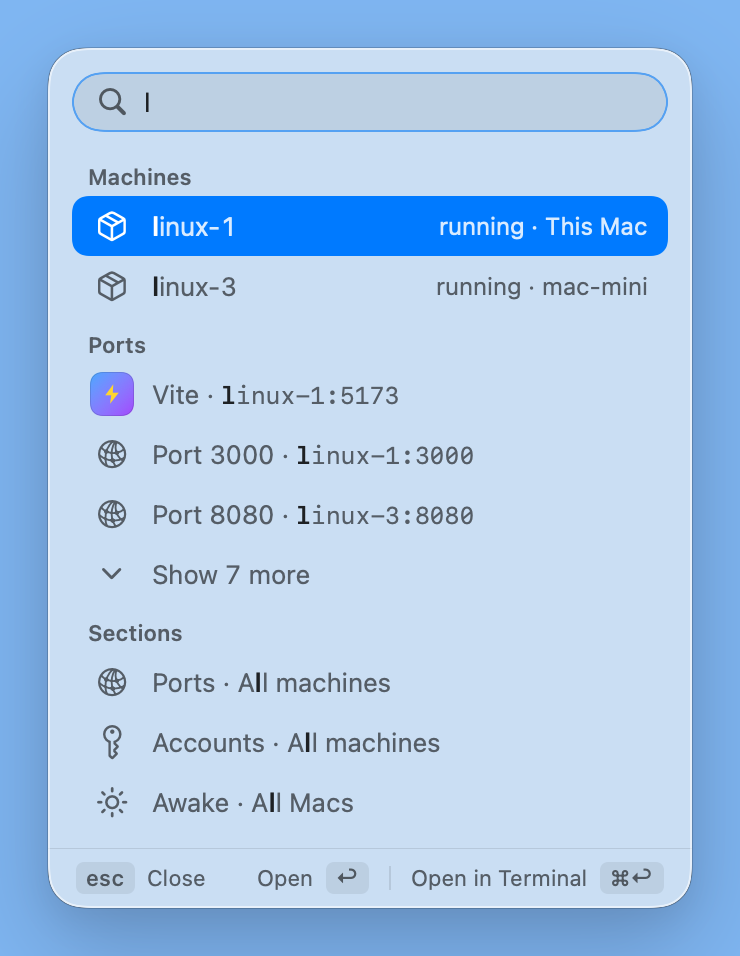 l
Machines
linux-1 running · This Mac
linux-3 running · mac-mini
Ports
Vite · linux-1:5173
Port 3000 · linux-1:3000
Port 8080 · linux-3:8080
Show 7 more
Sections
Ports · All machines
Accounts · All machines
Awake · All Macs
esc Close Open ↩ Open in Terminal ⌘↩